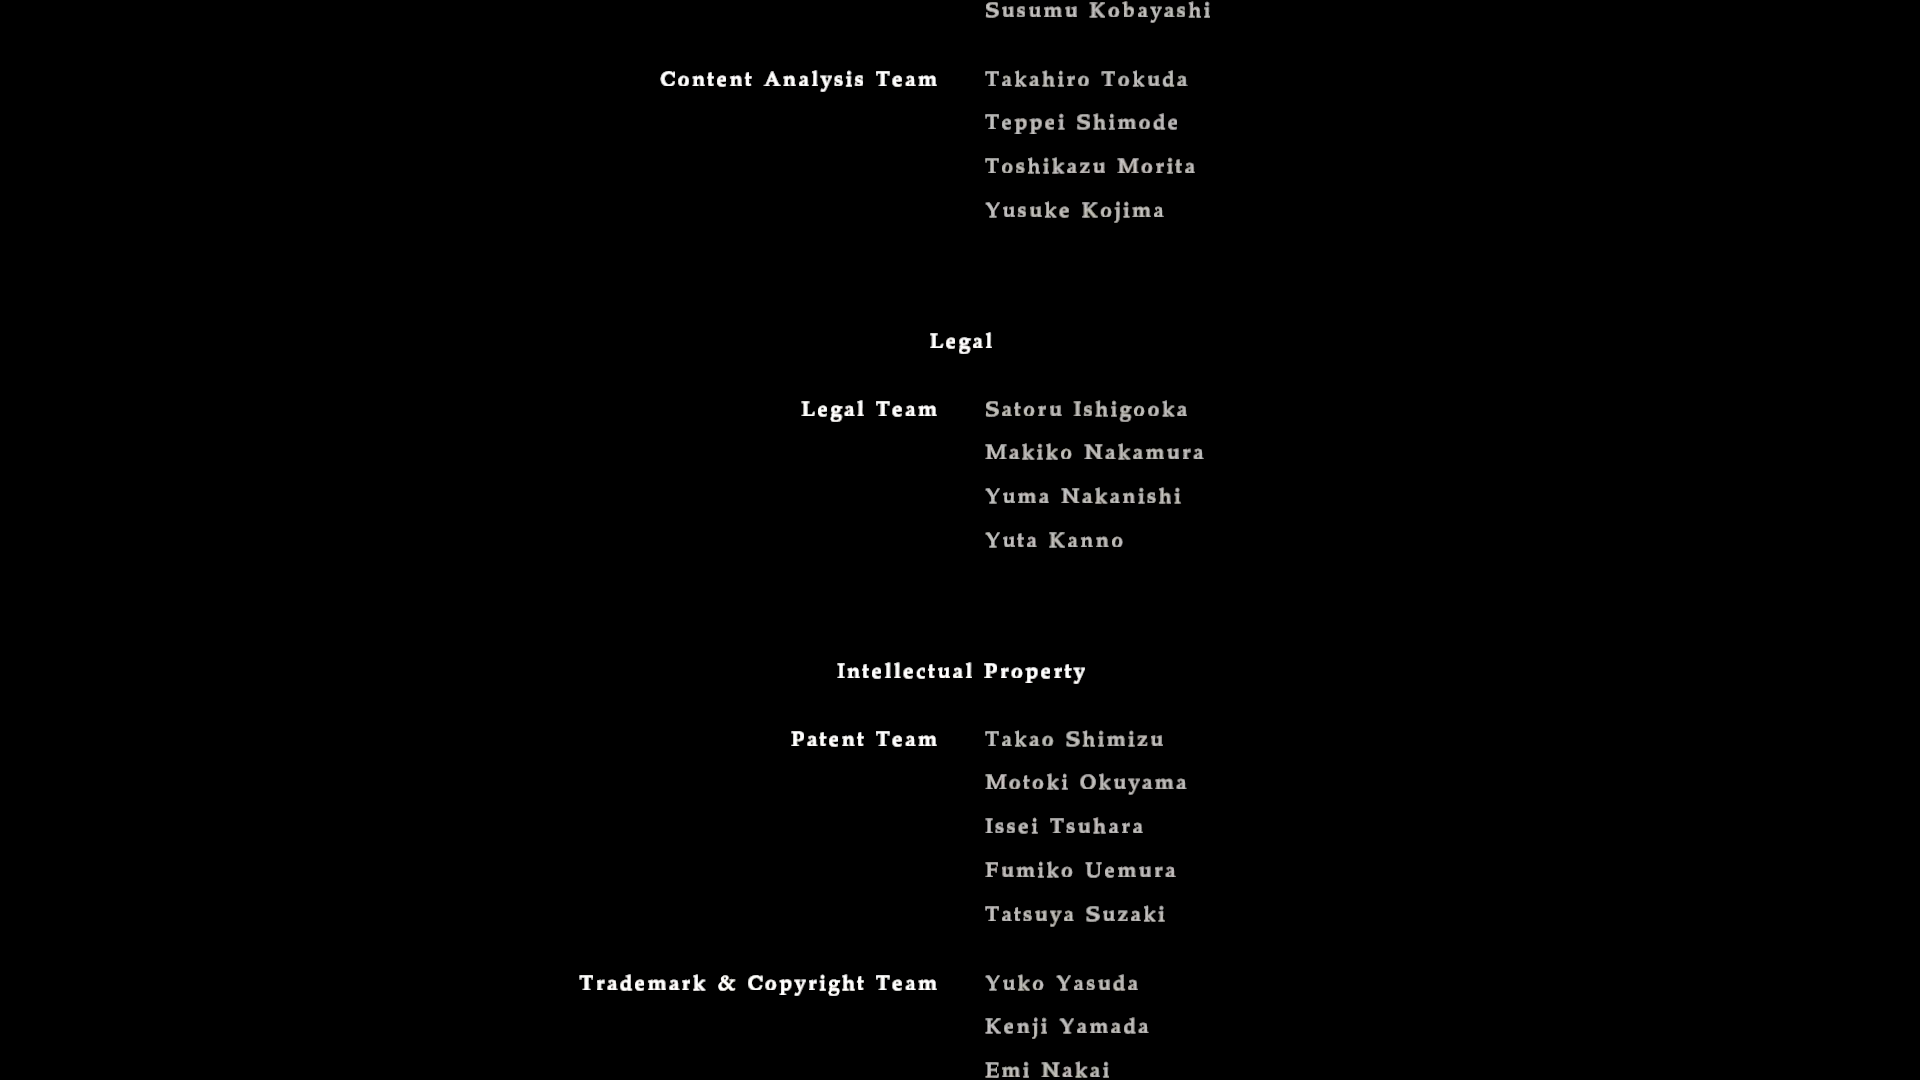 Susumu Kobayashi
Content Analysis Team Takahiro Tokuda
Teppei Shimode
Toshikazu Morita
Yusuke Kojima
Legal
Legal Team Satoru Ishigooka
Makiko Nakamura
Yuma Nakanishi
Yuta Kanno
Intellectual Property
Patent Team Takao Shimizu
Motoki Okuyama
Issei Tsuhara
Fumiko Uemura
Tatsuya Suzaki
Trademark & Copyright Team Yuko Yasuda
Kenji Yamada
Emi Nakai